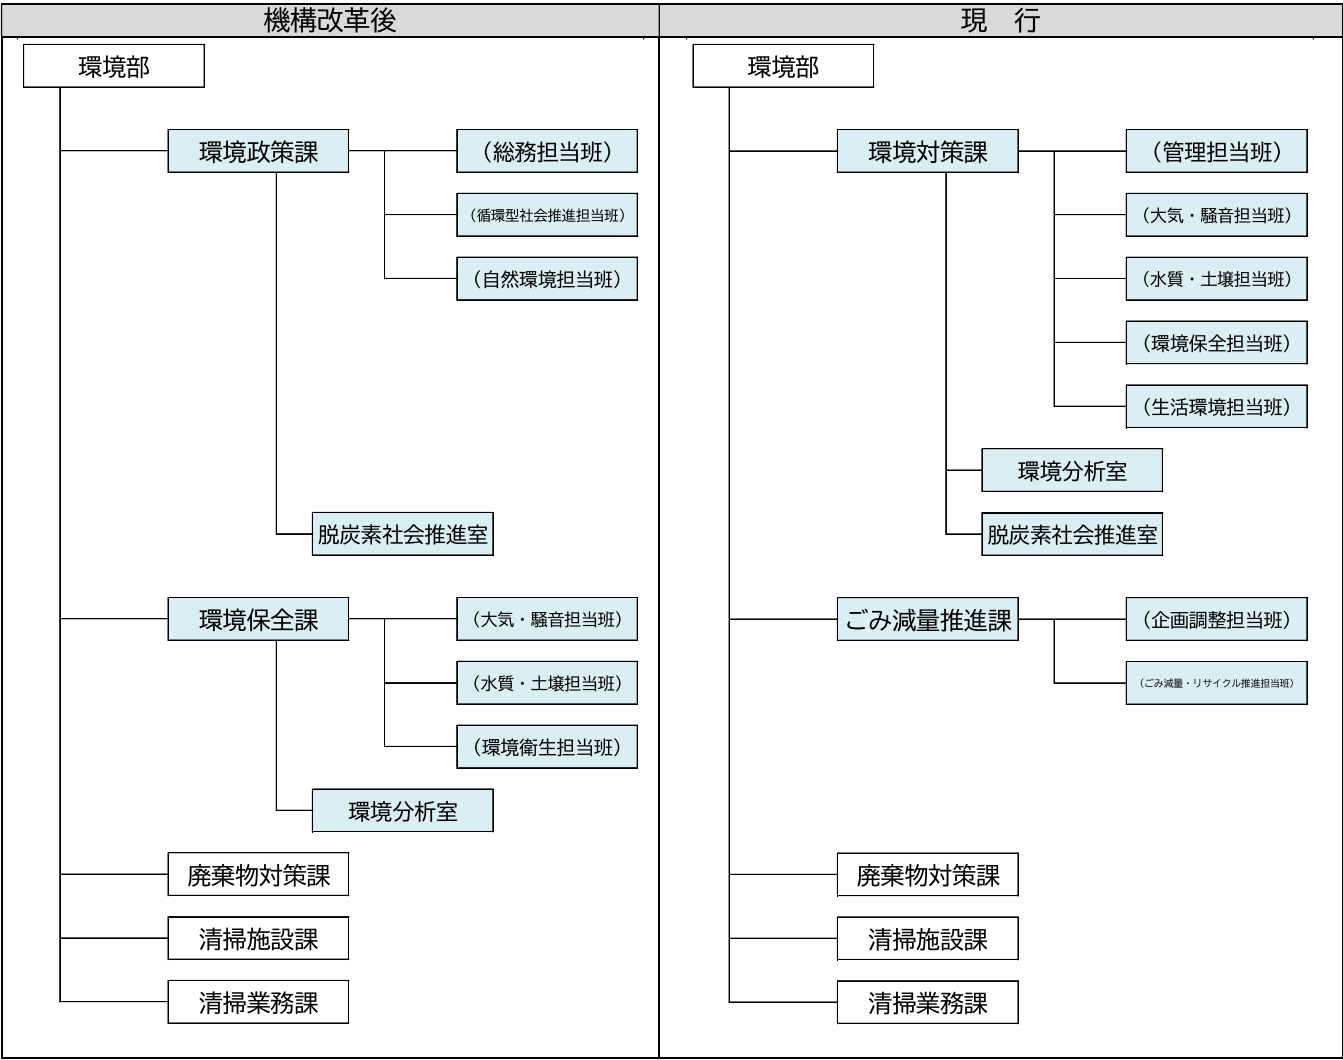 機構改革後
環境部
環境政策課
（総務担当班）
（循環型社会推進担当班）
（自然環境担当班）
脱炭素社会推進室
環境保全課
（大気・騒音担当班）
（水質・土壌担当班）
（環境衛生担当班）
環境分析室
廃棄物対策課
清掃施設課
清掃業務課
現　行
環境部
環境対策課
（管理担当班）
（大気・騒音担当班）
（水質・土壌担当班）
（環境保全担当班）
（生活環境担当班）
環境分析室
脱炭素社会推進室
ごみ減量推進課
（企画調整担当班）
（ごみ減量・リサイクル推進担当班）
廃棄物対策課
清掃施設課
清掃業務課